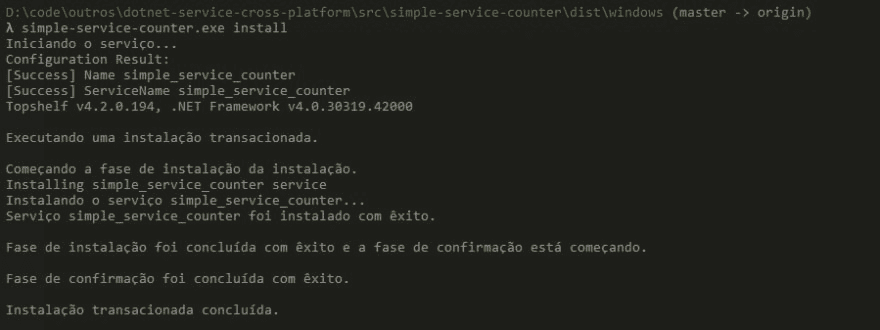 D:\code\outros\dotnet-service-cross-platform\src\simple-service-counter\dist\windows (master -> origin)
λ simple-service-counter.exe install
Iniciando o serviço...
Configuration Result:
[Success] Name simple_service_counter
[Success] ServiceName simple_service_counter
Topshelf v4.2.0.194, .NET Framework v4.0.30319.42000
Executando uma instalação transacionada.
Começando a fase de instalação da instalação.
Installing simple_service_counter service
Instalando o serviço simple_service_counter...
Serviço simple_service_counter foi instalado com êxito.
Fase de instalação foi concluída com êxito e a fase de confirmação está começando.
Fase de confirmação foi concluída com êxito.
Instalação transacionada concluída.